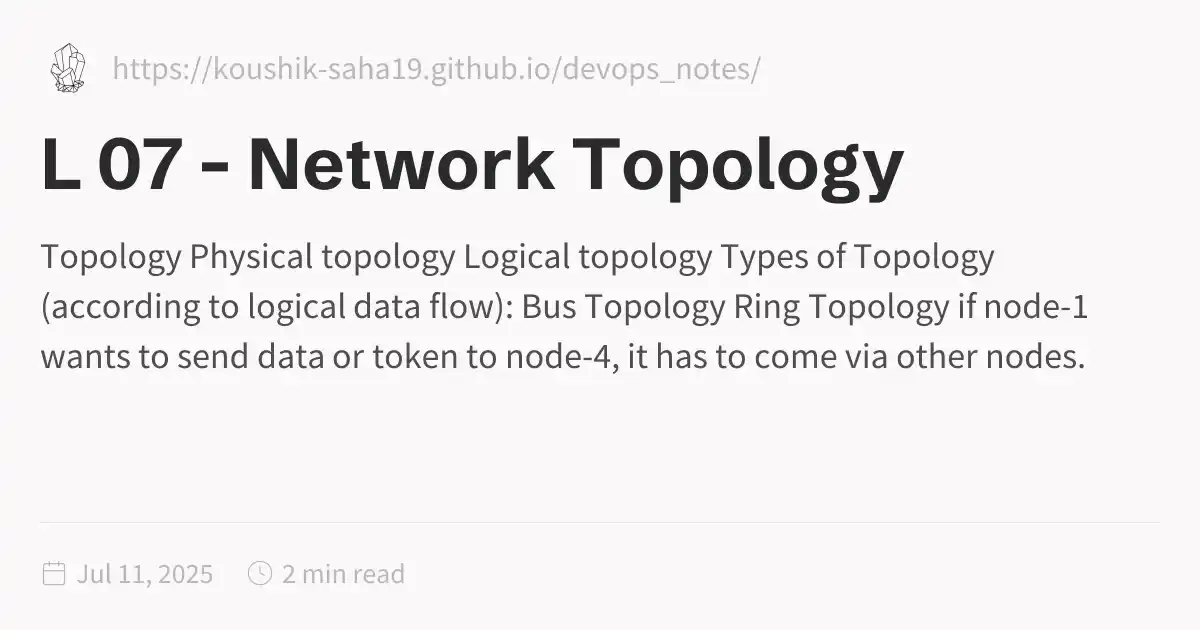 https://koushik-saha19.github.io/devops_notes/
L 07 - Network Topology
Topology Physical topology Logical topology Types of Topology
(according to logical data flow): Bus Topology Ring Topology if node-1
wants to send data or token to node-4, it has to come via other nodes.
Jul 11, 2025 2 min read